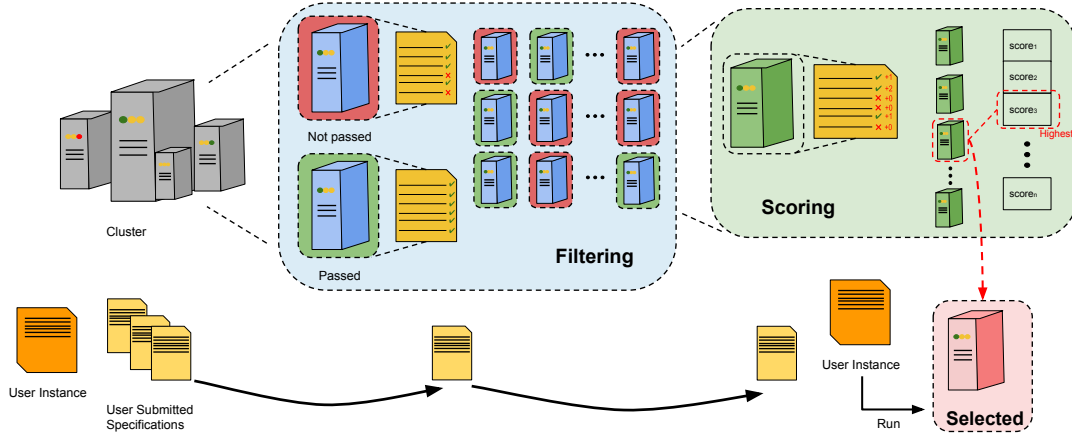 Cluster
Not passed
Passed
Filtering
+1
+2
+0
+0
+1
+0
Scoring
score1
score2
score3
Highest
scoren
User Instance
User Submitted
Specifications
User Instance
Run
Selected